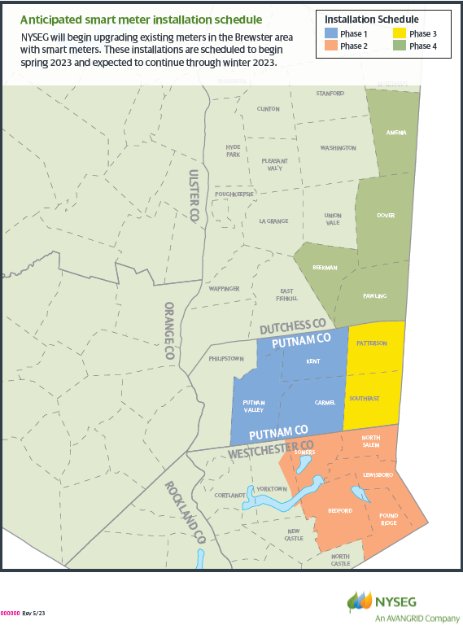 Anticipated smart meter installation schedule
NYSEG will begin upgrading existing meters in the Brewster area
with smart meters. These installations are scheduled to begin
spring 2023 and expected to continue through winter 2023.
Installation Schedule
Phase 1
Phase 3
Phase 2
Phase 4
STANFORD
CLINTON
AMENIA
HYDE
PARK
WASHINGTON
PLEASANT
VAL'Y
ULSTER CO
POUGHKEEPSIE
LA GRANGE
UNION
VALE
DOVER
BEEKMAN
WAPPINGER
EAST
FISHKILL
PAWLING
ORANGE CO
DUTCHESS CO
PUTNAM CO
PHILIPSTOWN
KENT
PATTERSON
PUTNAM
VALLEY
CARMEL
SOUTHEAST
PUTNAM CO
WESTCHESTER CO
NORTH
SALEM
SOMERS
LEWISBORO
ROCKLAND CO
CORTLANDT
YORKTOWN
BEDFORD
POUND
RIDGE
NEW
CASTLE
NORTH
CASTLE
000000 Rev 5/23
NYSEG
An AVANGRID Company